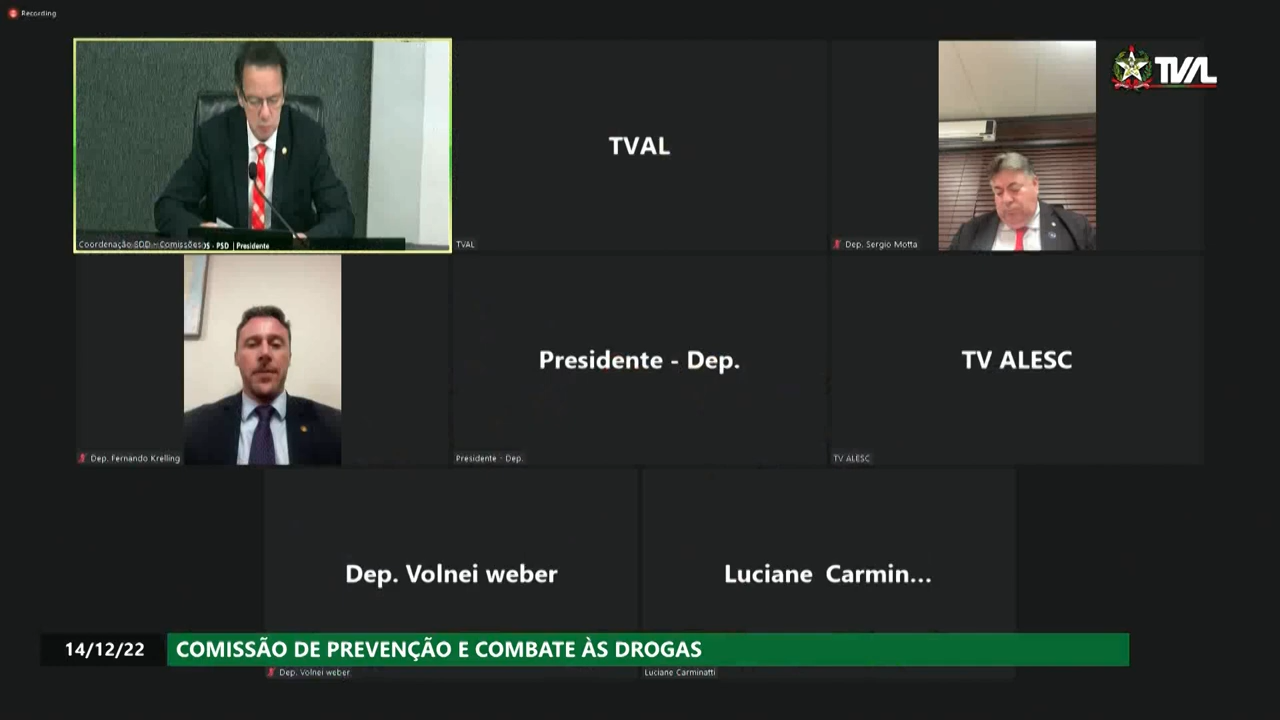 Recording
TVAL
TVAL
Coordenação SDD - Comissões
OS - PSD | Presidente
TVAL
Dep. Sergio Motta
Presidente - Dep.
TV ALESC
Dep. Fernando Krelling
Presidente - Dep.
TV ALESC
Dep. Volnei weber
Luciane Carmin...
14/12/22
COMISSÃO DE PREVENÇÃO E COMBATE ÀS DROGAS
Dep. Volnei weber
Luciane Carminatti